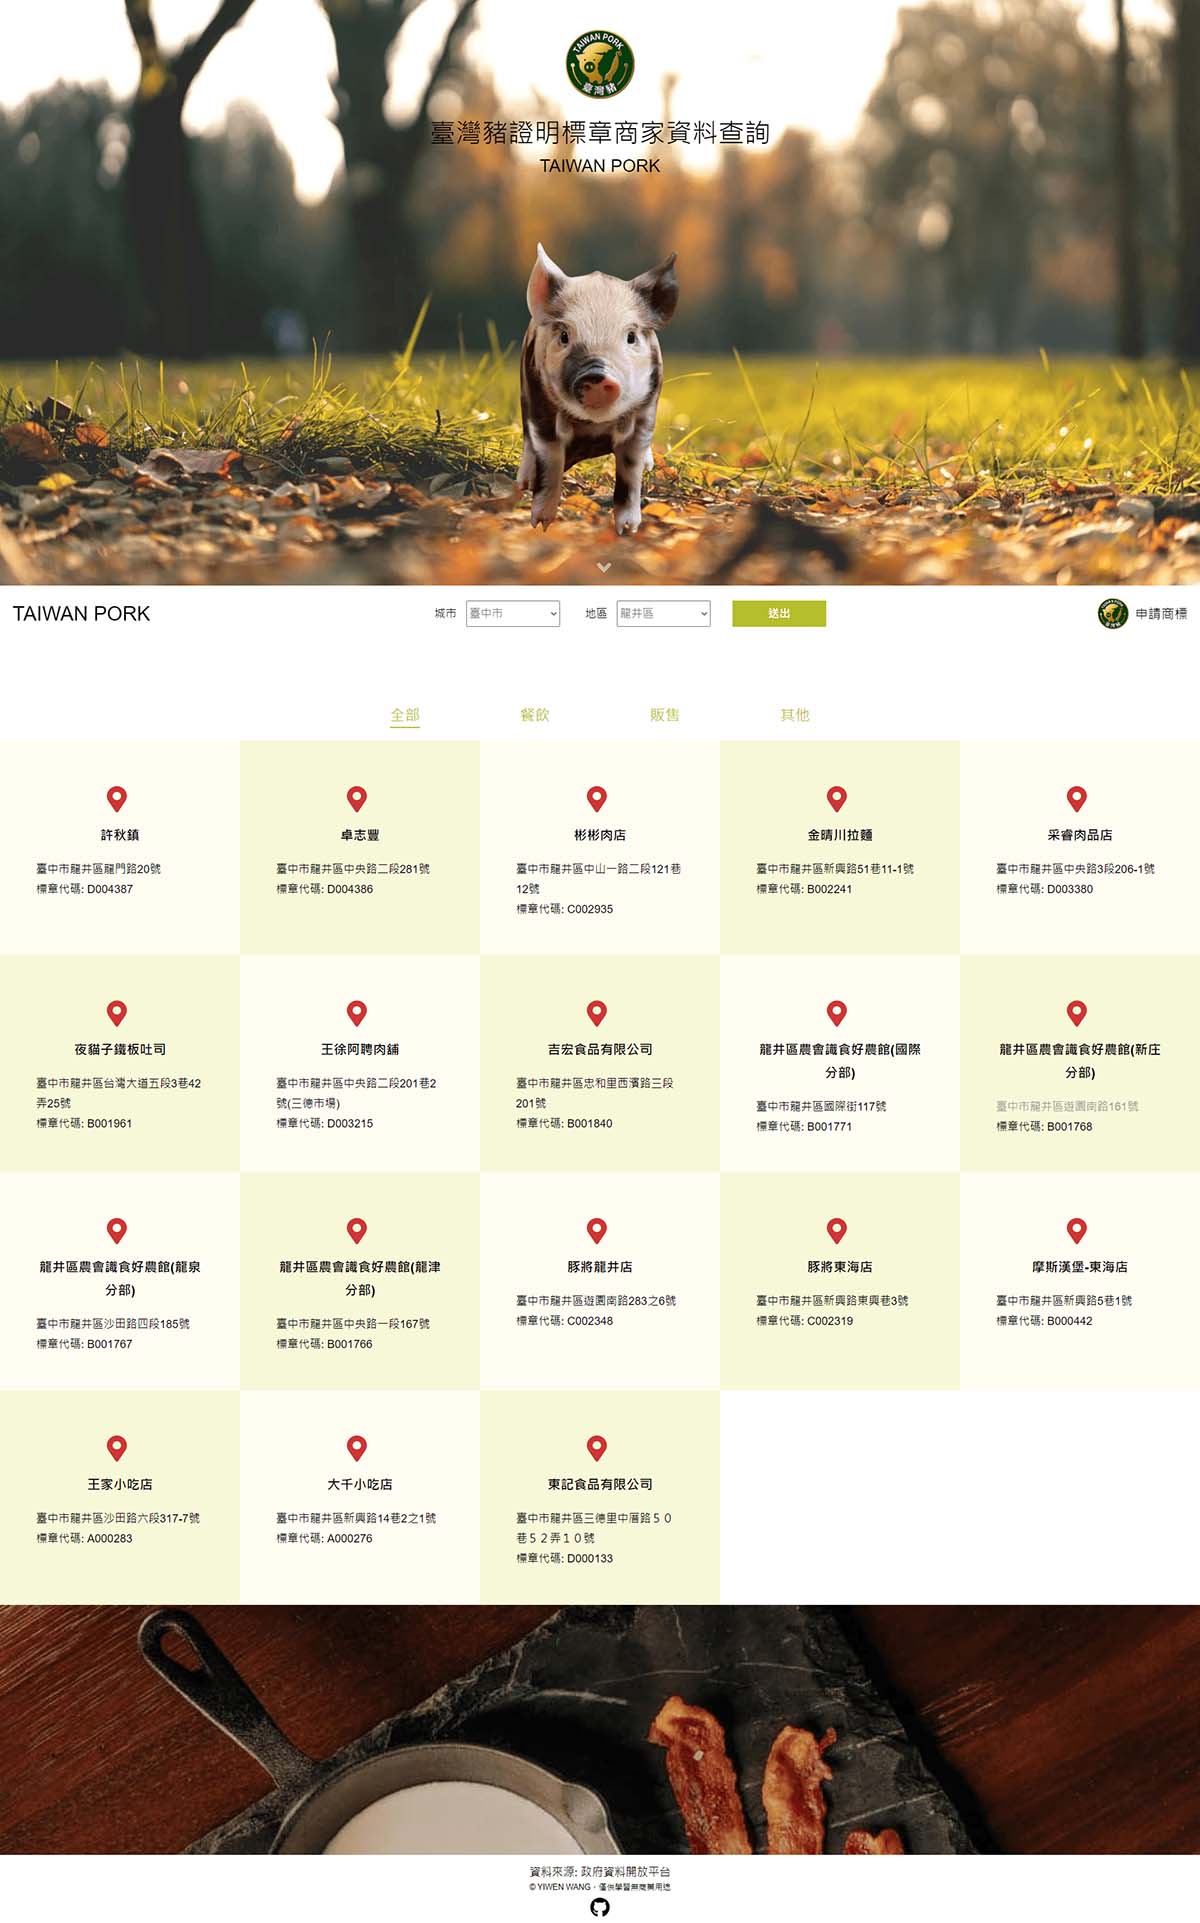 TAIWAN PORK
臺灣豬
臺灣豬證明標章商家資料查詢
TAIWAN PORK
TAIWAN PORK
城市
臺中市
地區
龍井區
送出
申請商標
全部
餐飲
販售
其他
許秋鎮
臺中市龍井區龍門路20號
標章代碼: D004387
卓志豐
臺中市龍井區中央路二段281號
標章代碼: D004386
彬彬肉店
臺中市龍井區中山一路二段121巷
12號
標章代碼: C002935
金晴川拉麵
臺中市龍井區新興路51巷11-1號
標章代碼: B002241
采睿肉品店
臺中市龍井區中央路3段206-1號
標章代碼: D003380
夜貓子鐵板吐司
臺中市龍井區台灣大道五段3巷42
弄25號
標章代碼: B001961
王徐阿聘肉舖
臺中市龍井區中央路二段201巷2
號(三德市場)
標章代碼: D003215
吉宏食品有限公司
臺中市龍井區忠和里西濱路三段
201號
標章代碼: B001840
龍井區農會識食好農館(國際
分部)
臺中市龍井區國際街117號
標章代碼: B001771
龍井區農會識食好農館(新庄
分部)
臺中市龍井區遊園南路161號
標章代碼: B001768
龍井區農會識食好農館(龍泉
分部)
臺中市龍井區沙田路四段185號
標章代碼: B001767
龍井區農會識食好農館(龍津
分部)
臺中市龍井區中央路一段167號
標章代碼: B001766
豚將龍井店
臺中市龍井區遊園南路283之6號
標章代碼: C002348
豚將東海店
臺中市龍井區新興路東興巷3號
標章代碼: C002319
摩斯漢堡-東海店
臺中市龍井區新興路5巷1號
標章代碼: B000442
王家小吃店
臺中市龍井區沙田路六段317-7號
標章代碼: A000283
大千小吃店
臺中市龍井區新興路14巷2之1號
標章代碼: A000276
東記食品有限公司
臺中市龍井區三德里中厝路５０
巷５２弄１０號
標章代碼: D000133
資料來源: 政府資料開放平台
© YIWEN WANG・僅供學習無商業用途